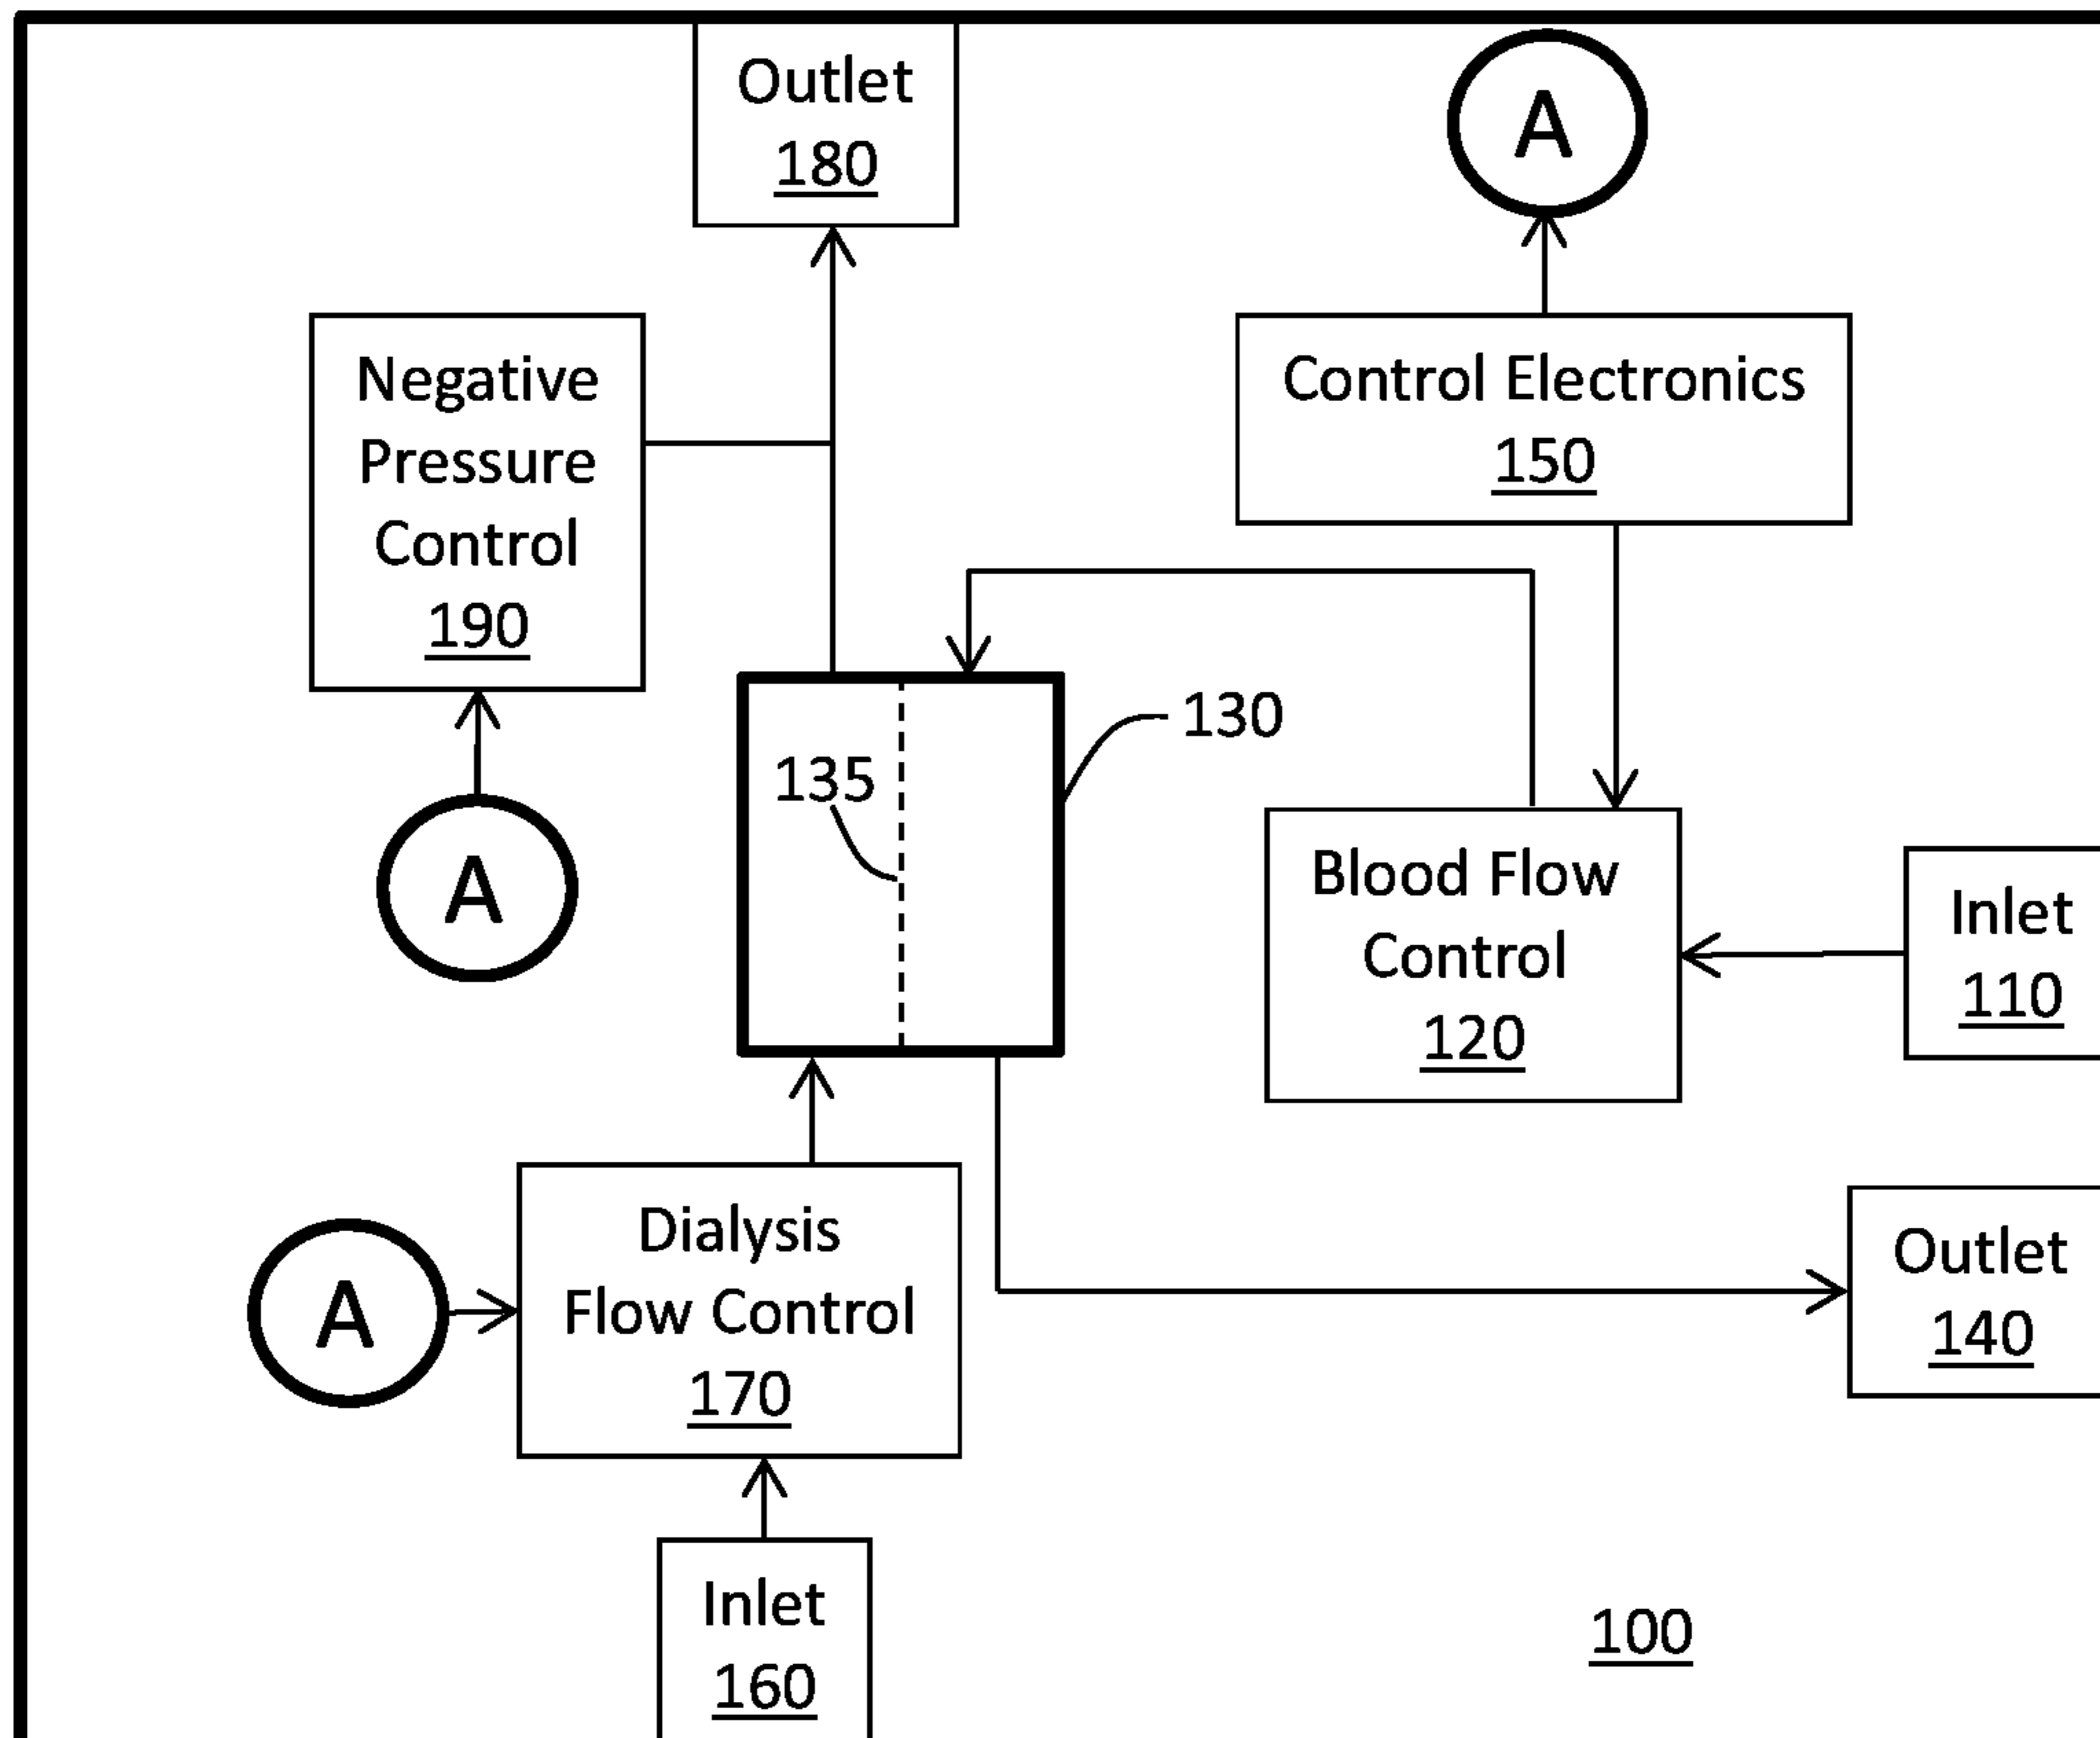 Outlet
180
A
Negative
Pressure
Control
190
Control Electronics
150
130
135
A
Blood Flow
Control
120
Inlet
110
Dialysis
Flow Control
170
A
Outlet
140
Inlet
160
100